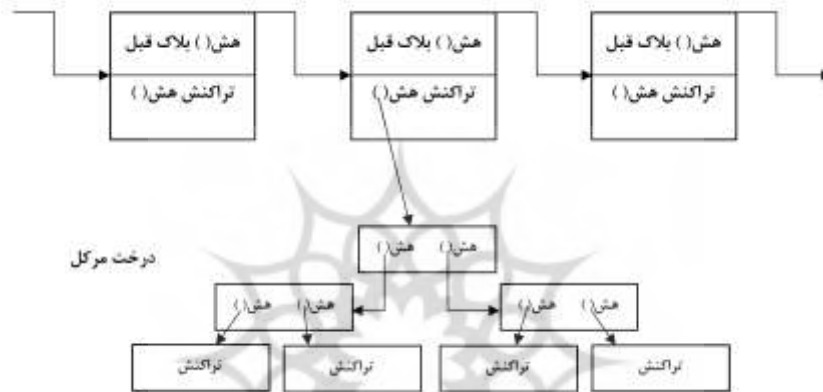 هش( ) بلاک قبل
هش( ) بلاک قبل
هش( ) بلاک قبل
تراکنش هش( )
تراکنش هش( )
تراکنش هش( )
هش( ) هش( )
درخت مرکل
هش( ) هش( )
هش( ) هش( )
تراکنش
تراکنش
تراکنش
تراکنش